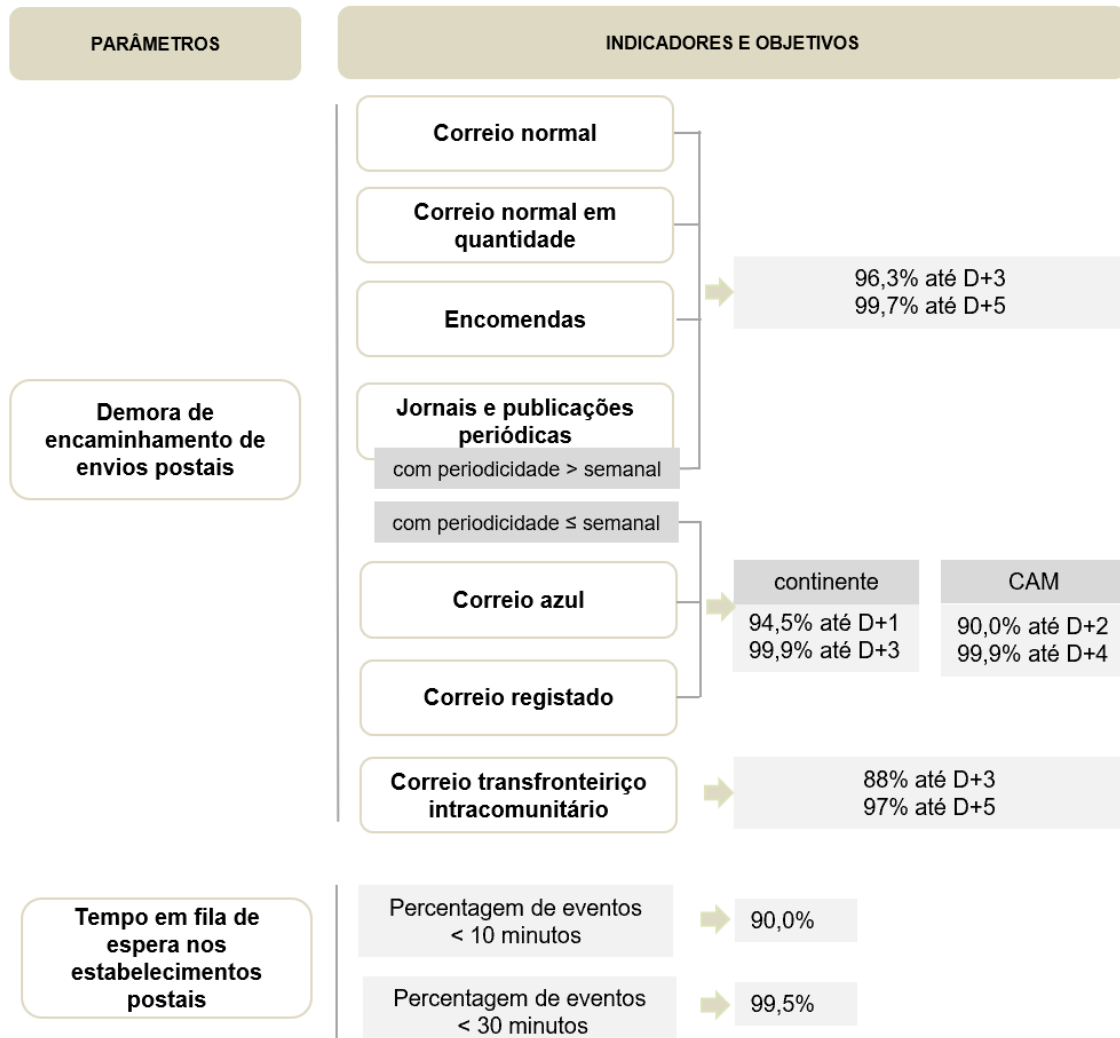 PARÂMETROS
INDICADORES E OBJETIVOS
Demora de
encaminhamento de
envios postais
Correio normal
Correio normal em
quantidade
Encomendas
Jornais e publicações
periódicas
com periodicidade > semanal
96,3% até D+3
99,7% até D+5
com periodicidade ≤ semanal
Correio azul
Correio registado
continente
94,5% até D+1
99,9% até D+3
CAM
90,0% até D+2
99,9% até D+4
Correio transfronteiriço
intracomunitário
88% até D+3
97% até D+5
Tempo em fila de
espera nos
estabelecimentos
postais
Percentagem de eventos
< 10 minutos
90,0%
Percentagem de eventos
< 30 minutos
99,5%